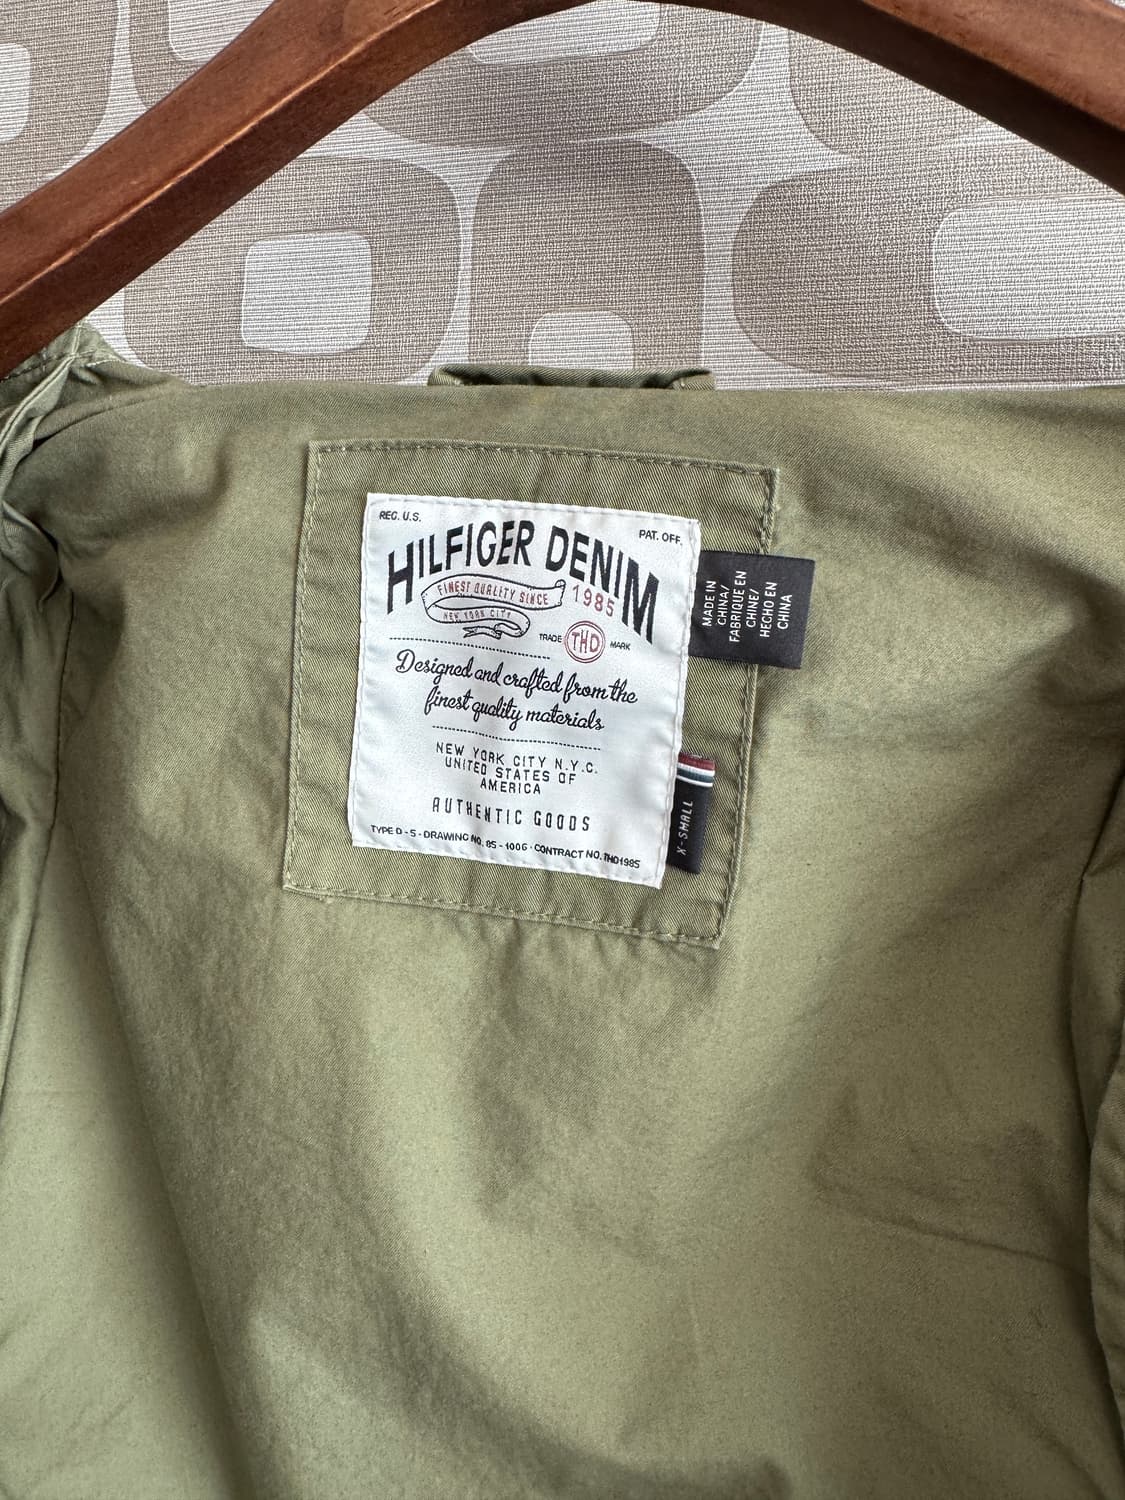 REG. U.S. PAT. OFF.
HILFIGER DENIM
FINEST QUALITY SINCE 1985
NEW YORK CITY
TRADE THD MARK
Designed and crafted from the
finest quality materials
NEW YORK CITY N.Y.C.
UNITED STATES OF
AMERICA
AUTHENTIC GOODS
TYPE D - S - DRAWING NO. 85 - 100G · CONTRACT NO. THD1985
MADE IN
CHINA/
FABRIQUE EN
CHINE/
HECHO EN
CHINA
X-SMALL